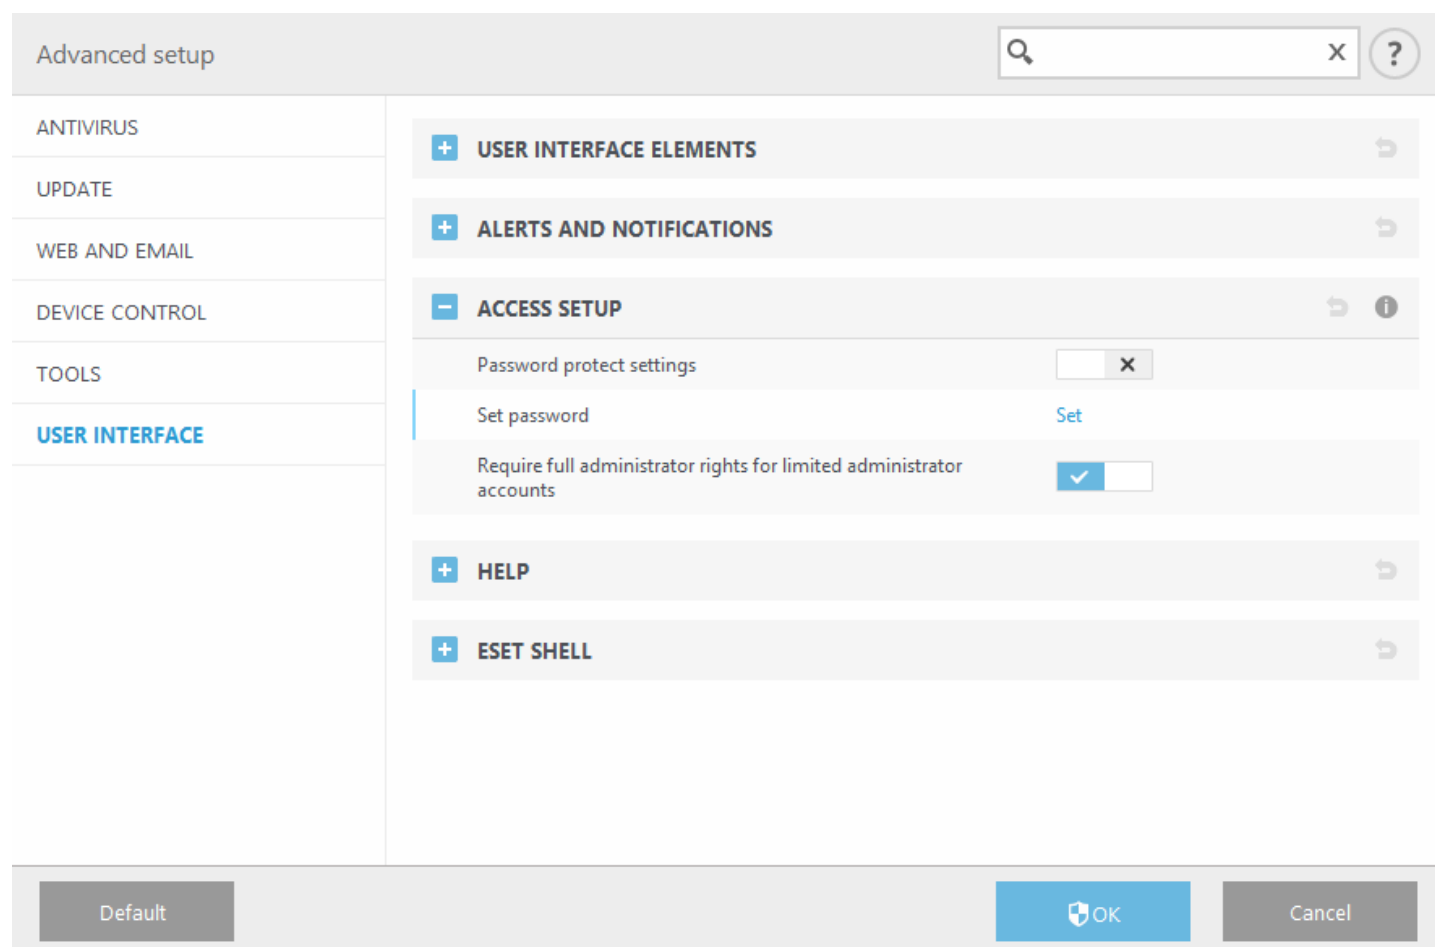 Advanced setup
ANTIVIRUS
UPDATE
WEB AND EMAIL
DEVICE CONTROL
TOOLS
USER INTERFACE
USER INTERFACE ELEMENTS
ALERTS AND NOTIFICATIONS
ACCESS SETUP
Password protect settings
Set password
Set
Require full administrator rights for limited administrator
accounts
HELP
ESET SHELL
Default
OK
Cancel